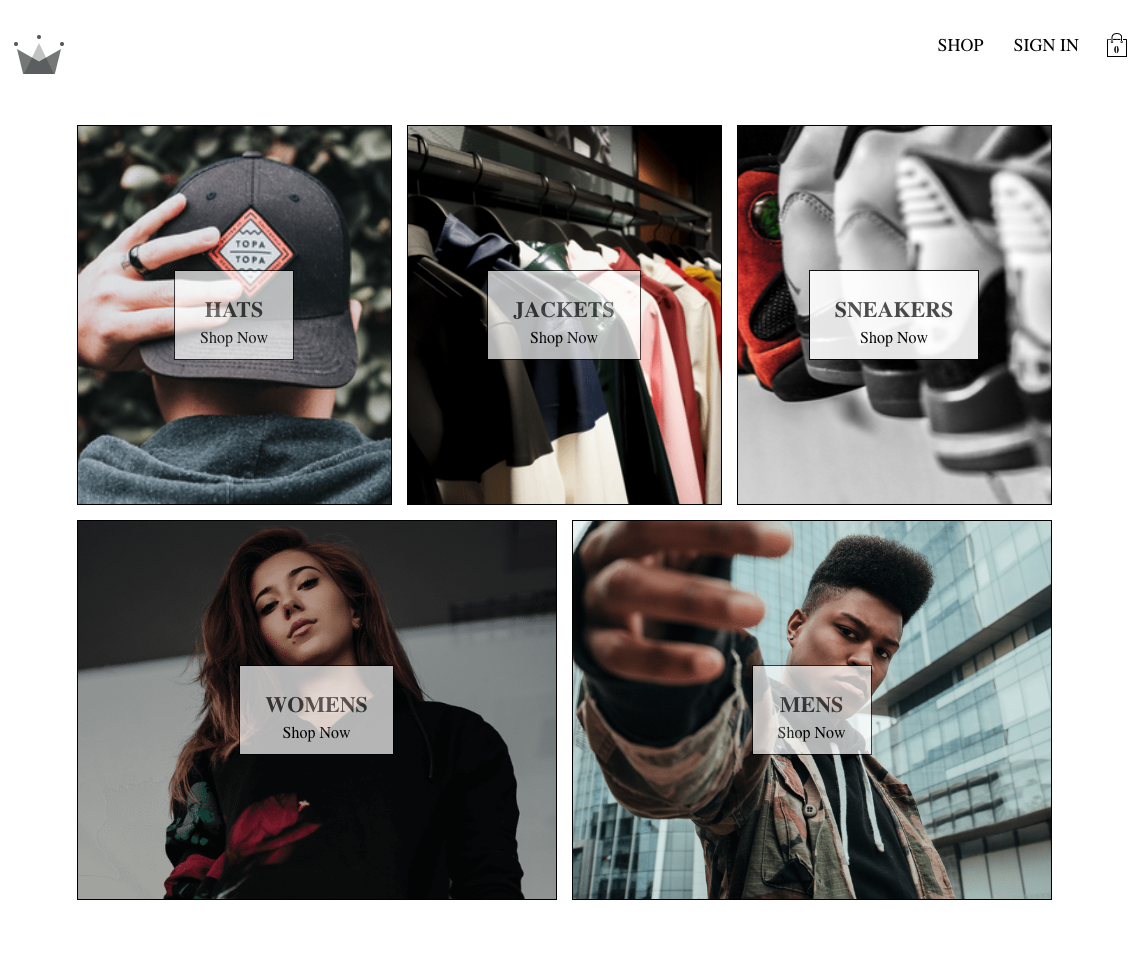 SHOP
SIGN IN
0
TOPA
TOPA
HATS
Shop Now
JACKETS
Shop Now
SNEAKERS
Shop Now
WOMENS
Shop Now
MENS
Shop Now